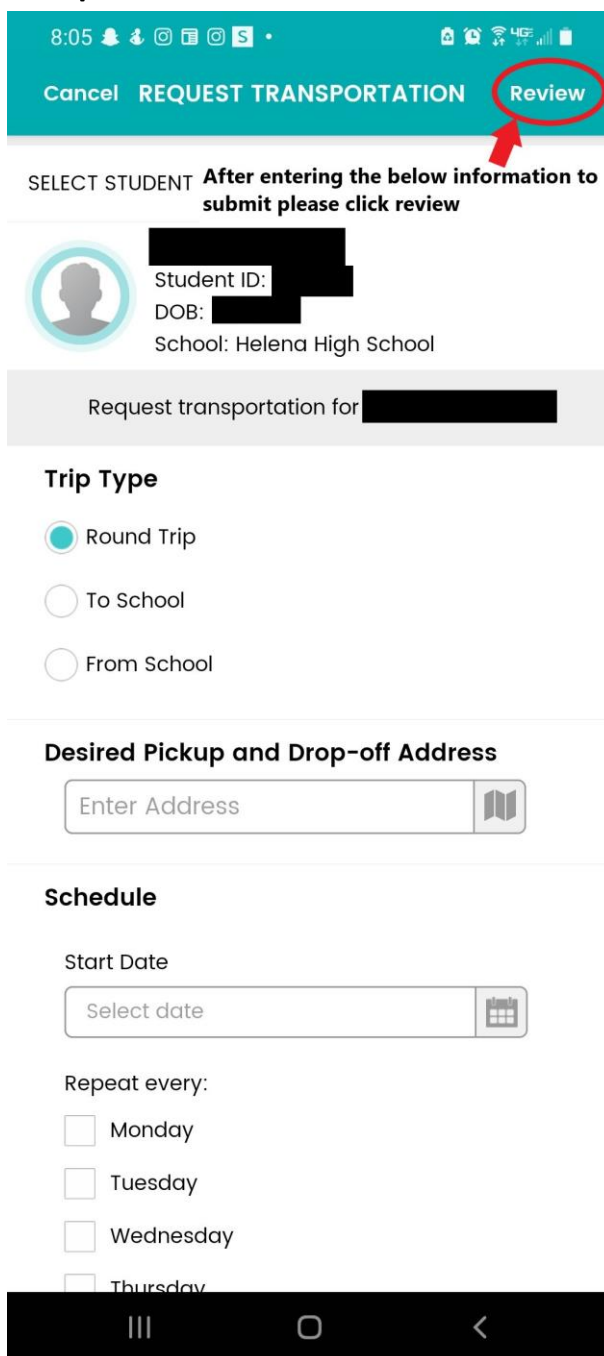 8:05 S 4GE
Cancel REQUEST TRANSPORTATION Review
SELECT STUDENT After entering the below information to
submit please click review
Student ID:
DOB:
School: Helena High School
Request transportation for
Trip Type
Round Trip
To School
From School
Desired Pickup and Drop-off Address
Enter Address
Schedule
Start Date
Select date
Repeat every:
Monday
Tuesday
Wednesday
Thursday